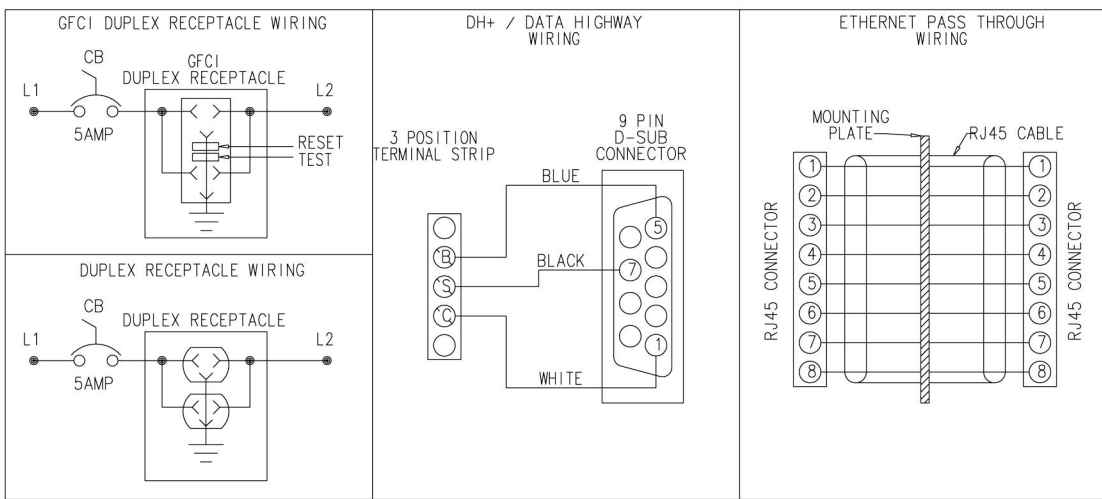 GFCI DUPLEX RECEPTACLE WIRING
CB
GFCI
DUPLEX RECEPTACLE
L1
L2
5AMP
RESET
TEST
DUPLEX RECEPTACLE WIRING
CB
DUPLEX RECEPTACLE
L1
L2
5AMP
DH+ / DATA HIGHWAY
WIRING
3 POSITION
TERMINAL STRIP
9 PIN
D-SUB
CONNECTOR
BLUE
B
5
BLACK
S
7
C
1
WHITE
ETHERNET PASS THROUGH
WIRING
MOUNTING
PLATE
RJ45 CABLE
RJ45 CONNECTOR
1 1
2 2
3 3
4 4
5 5
6 6
7 7
8 8
RJ45 CONNECTOR